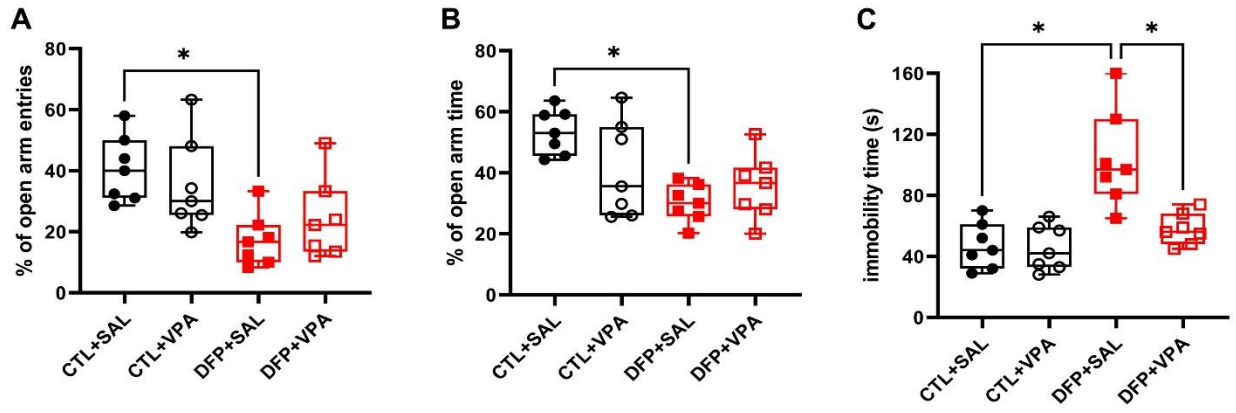 A
B
C
% of open arm entries
80
60
40
20
0
*
CTL+SAL
CTL+VPA
DFP+SAL
DFP+VPA
% of open arm time
80
60
40
20
0
*
CTL+SAL
CTL+VPA
DFP+SAL
DFP+VPA
immobility time (s)
160
120
80
40
0
*
*
CTL+SAL
CTL+VPA
DFP+SAL
DFP+VPA